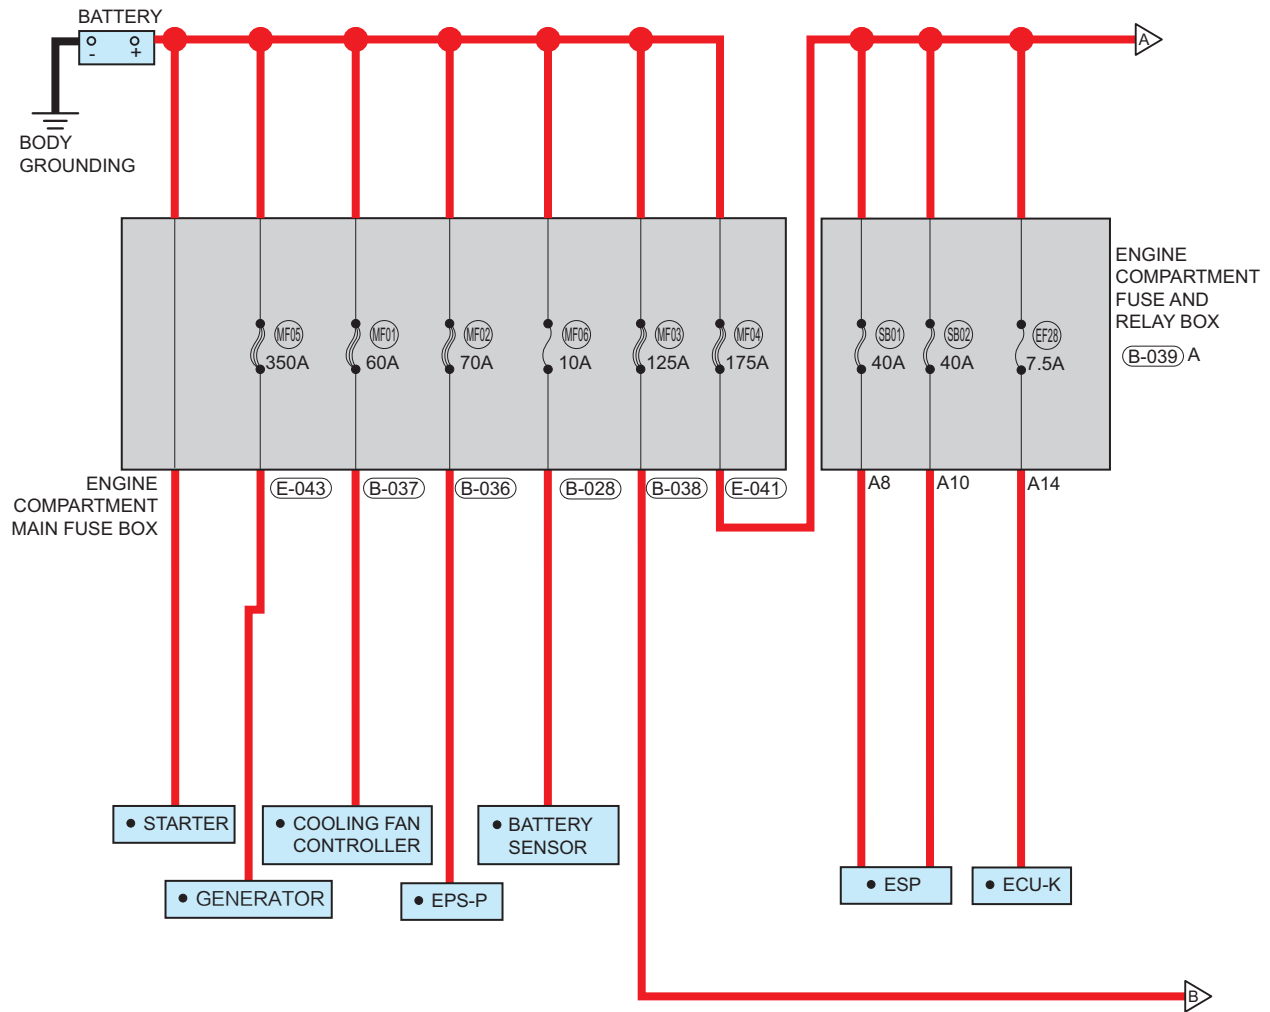 BATTERY
- +
A
BODY
GROUNDING
ENGINE
COMPARTMENT
FUSE AND
RELAY BOX
B-039 A
MF05
350A
MF01
60A
MF02
70A
MF06
10A
MF03
125A
MF04
175A
SB01
40A
SB02
40A
EF28
7.5A
ENGINE
COMPARTMENT
MAIN FUSE BOX
E-043
B-037
B-036
B-028
B-038
E-041
A8
A10
A14
• STARTER
• COOLING FAN
CONTROLLER
• BATTERY
SENSOR
• GENERATOR
• EPS-P
• ESP
• ECU-K
B